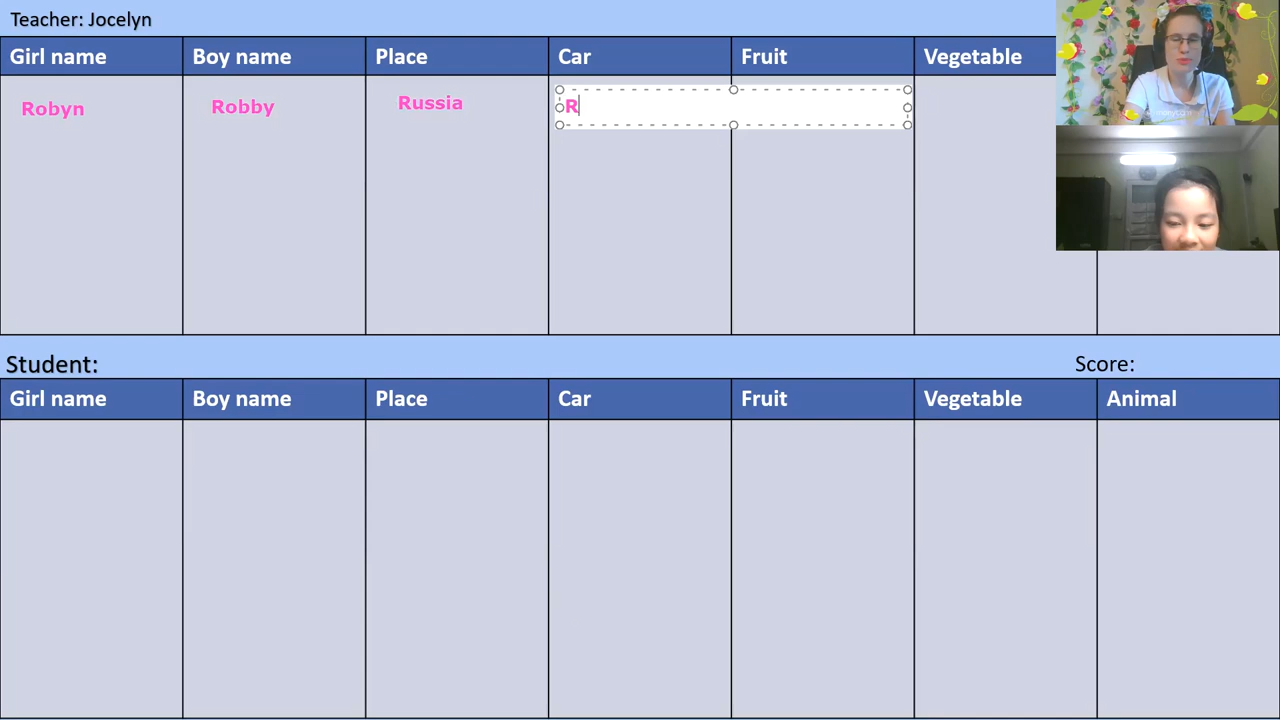 Teacher: Jocelyn
Girl name Boy name Place Car Fruit Vegetable
Robyn Robby Russia R
Student: Score:
Girl name Boy name Place Car Fruit Vegetable Animal